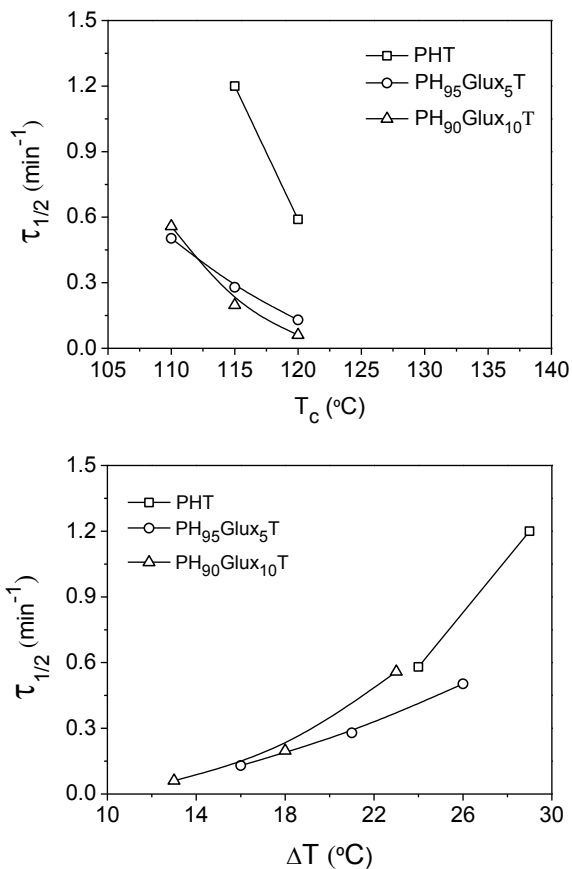 1.5
1.2
0.9
0.6
0.3
0.0
τ1/2 (min-1)
PHT
PH95Glux5T
PH90Glux10T
105 110 115 120 125 130 135 140
Tc (ºC)
1.5
1.2
0.9
0.6
0.3
0.0
τ1/2 (min-1)
PHT
PH95Glux5T
PH90Glux10T
10 14 18 22 26 30
ΔT (ºC)